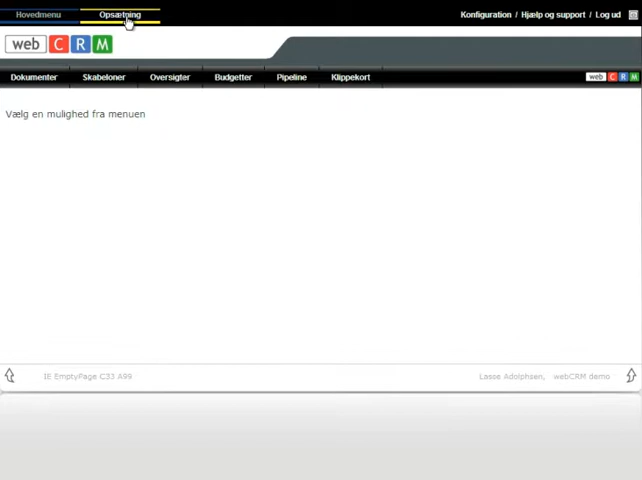 Hovedmenu Opsætning Konfiguration / Hjælp og support / Log ud
web C R M
Dokumenter Skabeloner Oversigter Budgetter Pipeline Klippekort web C R M
Vælg en mulighed fra menuen
IE EmptyPage C33 A99 Lasse Adolphsen, webCRM demo